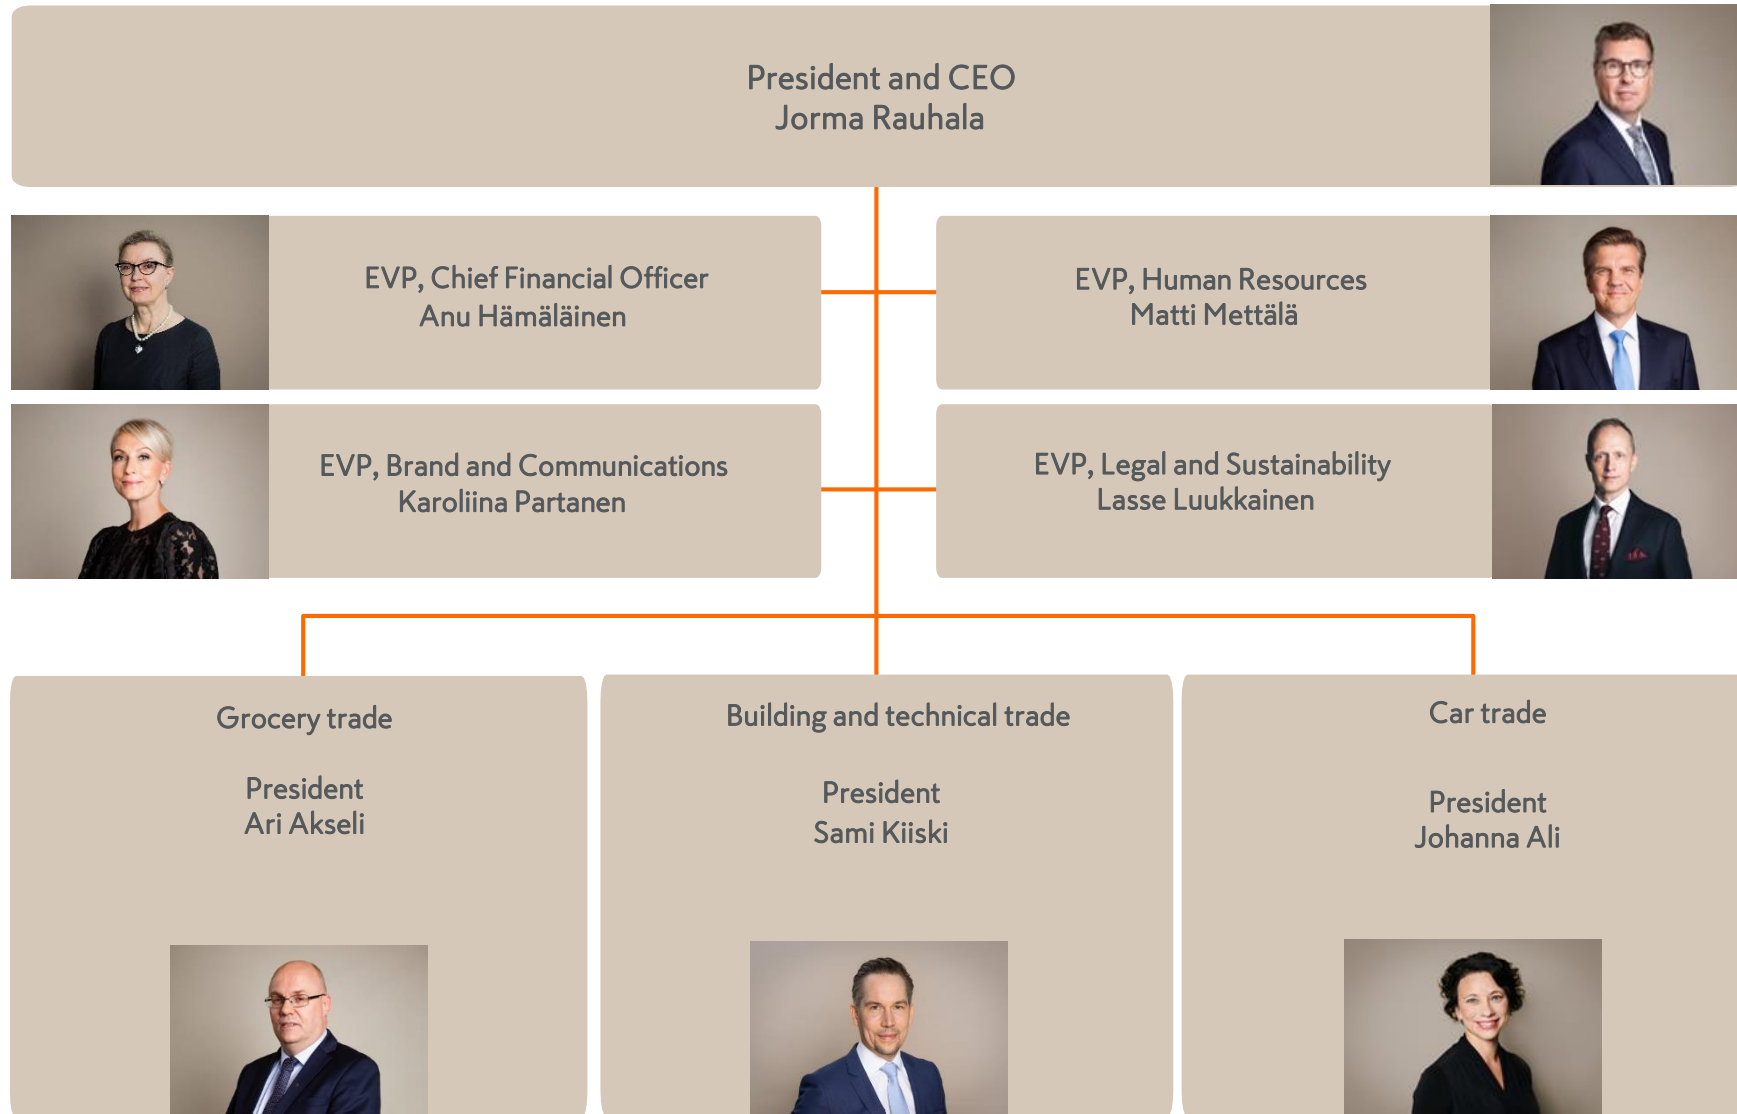 President and CEO
Jorma Rauhala
EVP, Chief Financial Officer
Anu Hämäläinen
EVP, Human Resources
Matti Mettälä
EVP, Brand and Communications
Karoliina Partanen
EVP, Legal and Sustainability
Lasse Luukkainen
Grocery trade
President
Ari Akseli
Building and technical trade
President
Sami Kiiski
Car trade
President
Johanna Ali